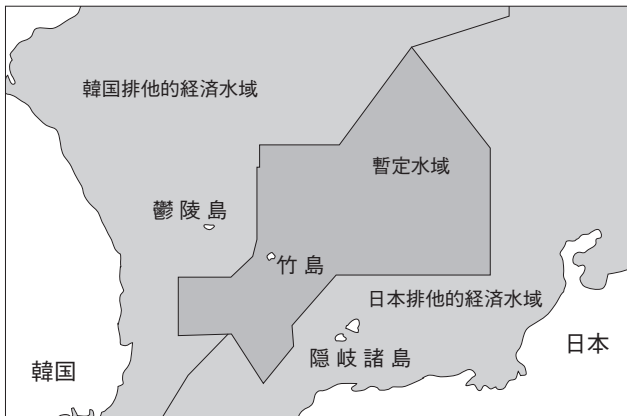 韓国排他的経済水域
暫定水域
鬱陵島
竹島
日本排他的経済水域
隠岐諸島
日本
韓国